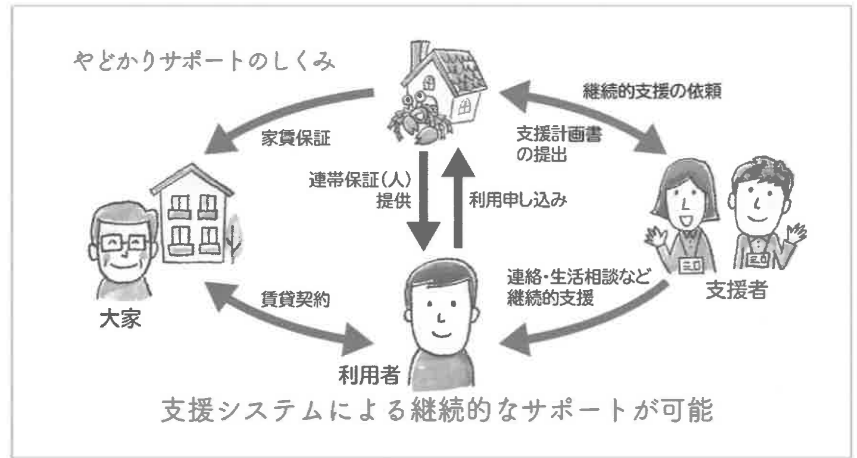 やどかりサポートのしくみ
継続的支援の依頼
家賃保証
支援計画書
の提出
連帯保証(人)
提供
利用申し込み
連絡・生活相談など
継続的支援
賃貸契約
大家
支援者
利用者
支援システムによる継続的なサポートが可能